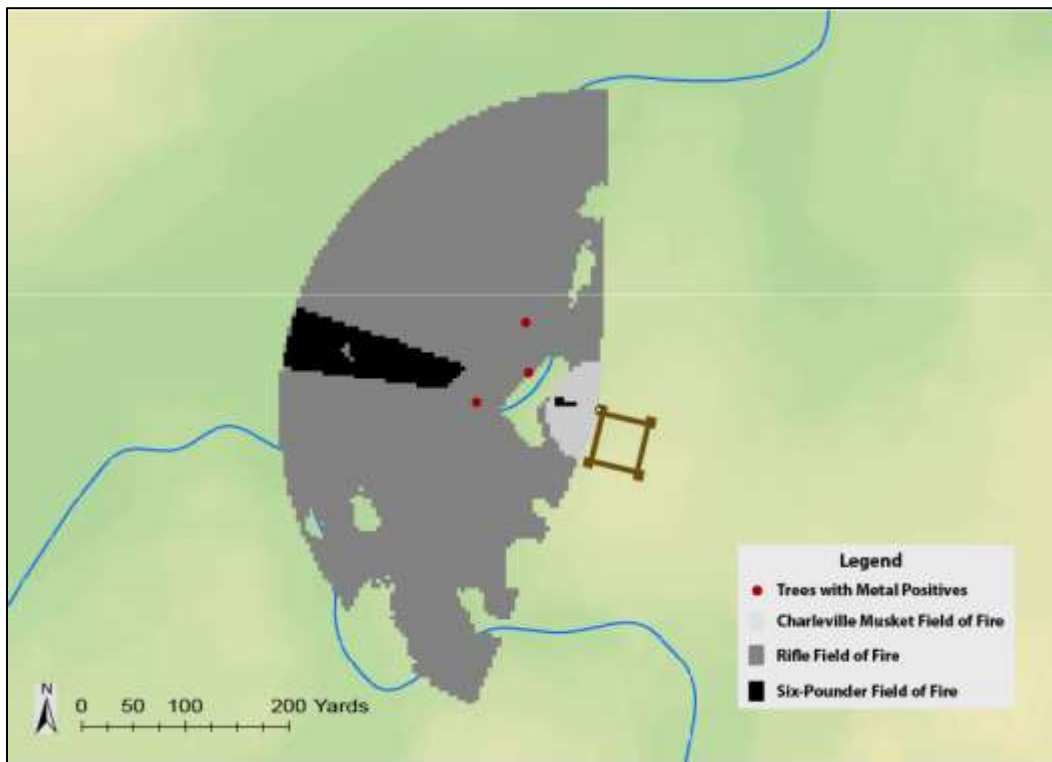 Legend
Trees with Metal Positives
Charleville Musket Field of Fire
Rifle Field of Fire
Six-Pounder Field of Fire
N
0 50 100 200 Yards